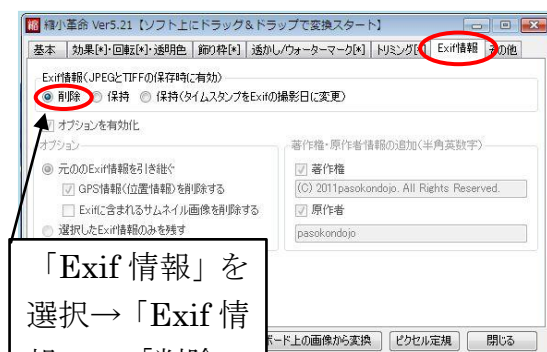 縮小革命 Ver5.21【ソフト上にドラッグ&ドラップで変換スタート】
基本 効果[*]・回転[*]・透明色 飾り枠[*] 透かし/ウォーターマーク[*] トリミング[*] Exif情報 その他
Exif情報(JPEGとTIFFの保存時に有効)
削除 保持 保持(タイムスタンプをExifの撮影日に変更)
オプションを有効化
オプション
元ののExif情報を引き継ぐ
GPS情報(位置情報)を削除する
Exifに含まれるサムネイル画像を削除する
選択したExif情報のみを残す
著作権・原作者情報の追加(半角英数字)
著作権
(C) 2011pasokondojo. All Rights Reserved.
原作者
pasokondojo
「Exif 情報」を
選択→「Exif 情
ボード上の画像から変換 ピクセル定規 閉じる